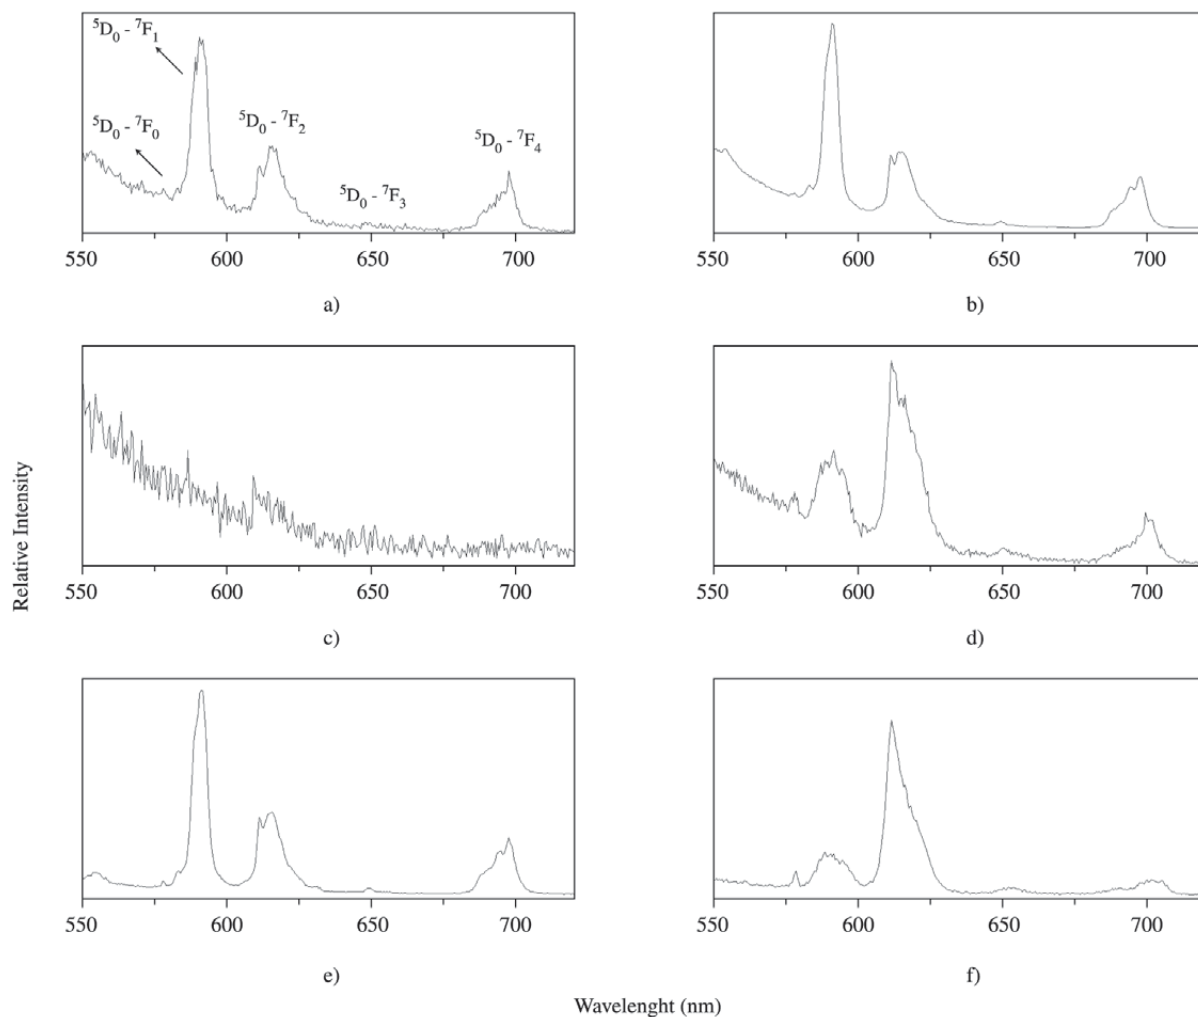 ⁵D₀ - ⁷F₁
⁵D₀ - ⁷F₀
⁵D₀ - ⁷F₂
⁵D₀ - ⁷F₃
⁵D₀ - ⁷F₄
550 600 650 700
a)
550 600 650 700
b)
550 600 650 700
c)
550 600 650 700
d)
550 600 650 700
e)
550 600 650 700
f)
Relative Intensity
Wavelenght (nm)